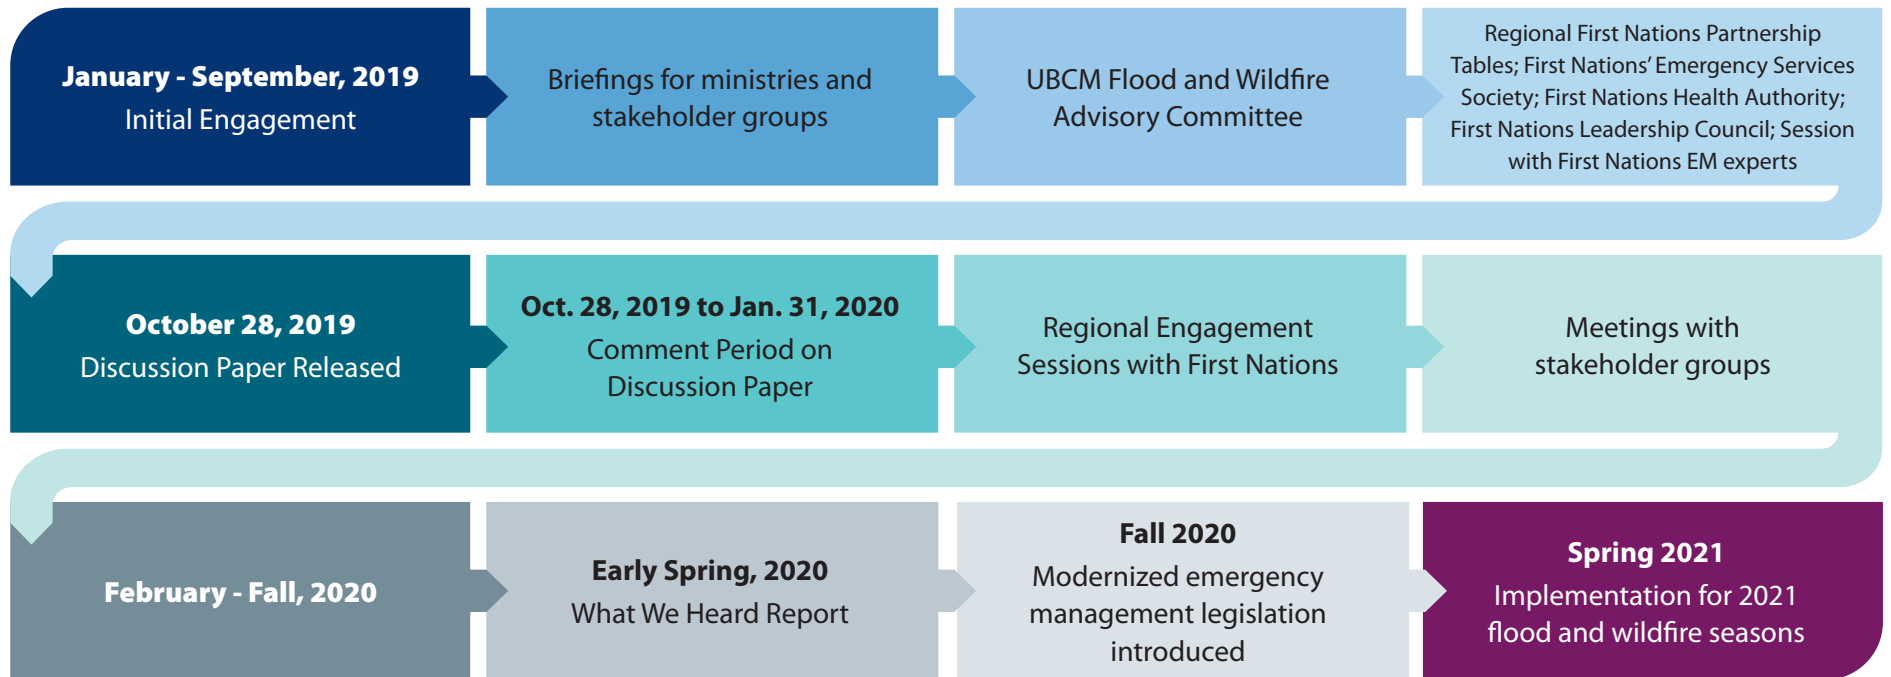 January - September, 2019
Initial Engagement
Briefings for ministries and
stakeholder groups
UBCM Flood and Wildfire
Advisory Committee
Regional First Nations Partnership
Tables; First Nations’ Emergency Services
Society; First Nations Health Authority;
First Nations Leadership Council; Session
with First Nations EM experts
October 28, 2019
Discussion Paper Released
Oct. 28, 2019 to Jan. 31, 2020
Comment Period on
Discussion Paper
Regional Engagement
Sessions with First Nations
Meetings with
stakeholder groups
February - Fall, 2020
Early Spring, 2020
What We Heard Report
Fall 2020
Modernized emergency
management legislation
introduced
Spring 2021
Implementation for 2021
flood and wildfire seasons